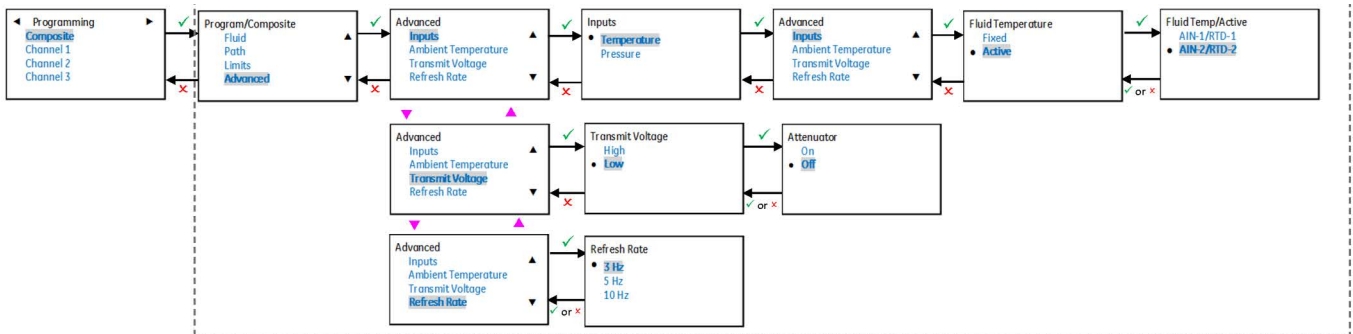 ◄ Programming ►
Composite
Channel 1
Channel 2
Channel 3
✓
✗
Program/Composite
Fluid ▲
Path
Limits
Advanced ▼
✓
✗
Advanced
Inputs ▲
Ambient Temperature
Transmit Voltage
Refresh Rate ▼
✓
✗
Inputs
• Temperature
Pressure
✓
✗
Advanced
Inputs ▲
Ambient Temperature
Transmit Voltage
Refresh Rate ▼
✓
✗
Fluid Temperature
Fixed
• Active
✓
✓ or ✗
Fluid Temp/Active
AIN-1/RTD-1
• AIN-2/RTD-2
▼ ▲
Advanced
Inputs ▲
Ambient Temperature
Transmit Voltage
Refresh Rate ▼
✓
✗
Transmit Voltage
High
• Low
✓
✓ or ✗
Attenuator
On
• Off
▼ ▲
Advanced
Inputs ▲
Ambient Temperature
Transmit Voltage
Refresh Rate ▼
✓
✓ or ✗
Refresh Rate
• 3 Hz
5 Hz
10 Hz